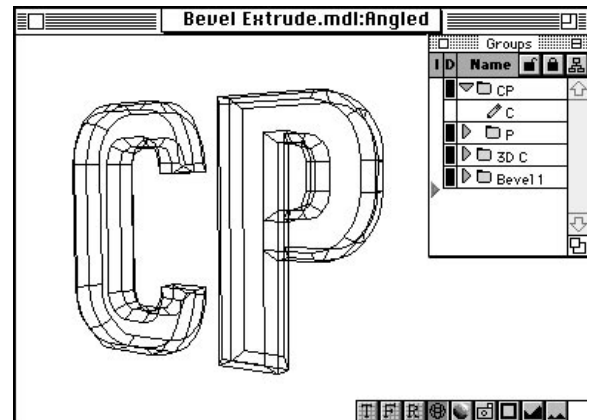 Bevel Extrude.mdl:Angled
Groups
I D Name
CP
C
P
3D C
Bevel1
CP
T F R